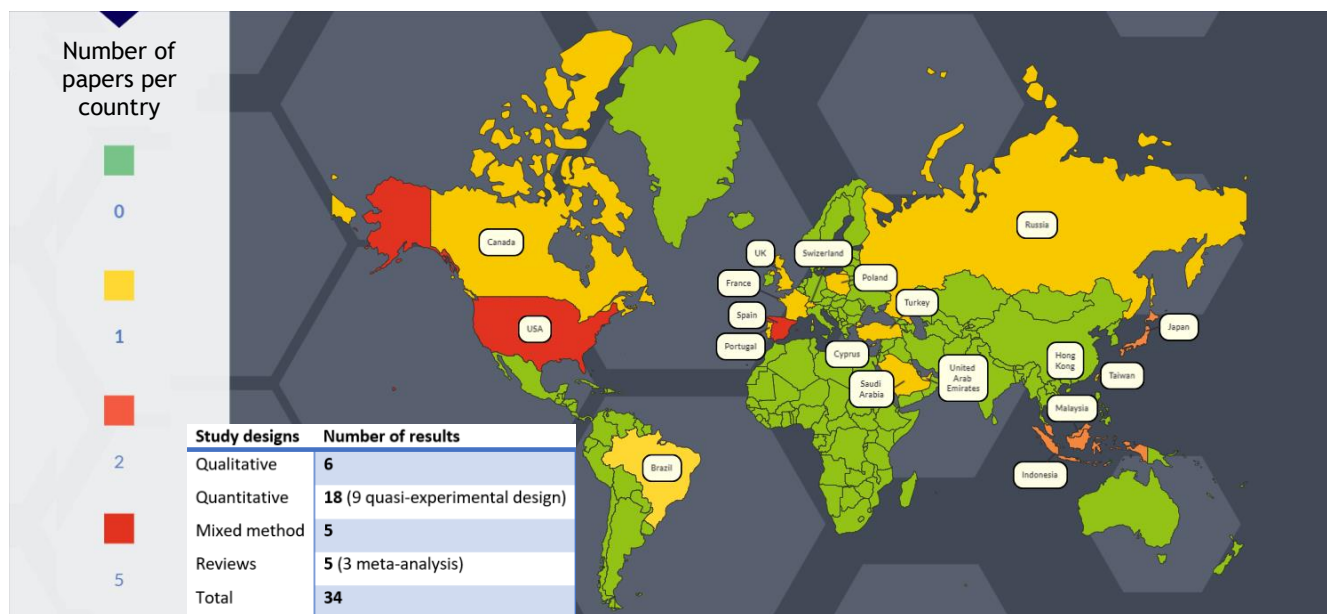 Number of
papers per
country
0
1
2
5
Canada
USA
Brazil
UK
France
Spain
Portugal
Swizerland
Poland
Turkey
Cyprus
Saudi
Arabia
United
Arab
Emirates
Russia
Japan
Hong
Kong
Taiwan
Malaysia
Indonesia
Study designs Number of results
Qualitative 6
Quantitative 18 (9 quasi-experimental design)
Mixed method 5
Reviews 5 (3 meta-analysis)
Total 34